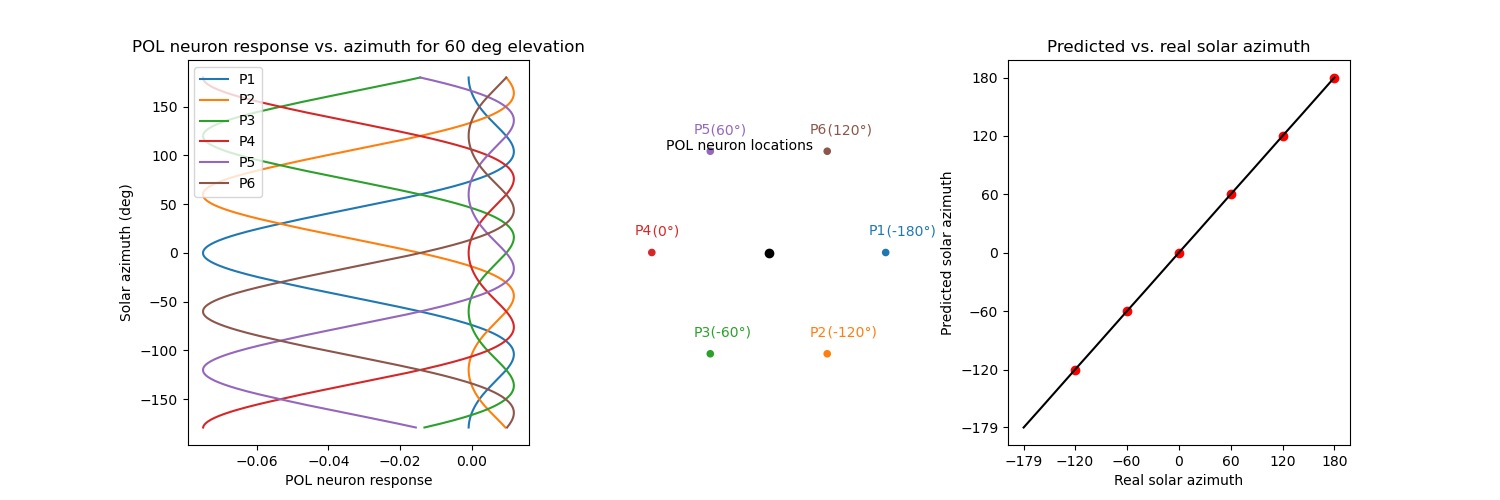 POL neuron response vs. azimuth for 60 deg elevation
P1
P2
P3
P4
P5
P6
150
100
50
0
−50
−100
−150
Solar azimuth (deg)
−0.06 −0.04 −0.02 0.00
POL neuron response
P5(60°) P6(120°)
POL neuron locations
P4(0°) P1(-180°)
P3(-60°) P2(-120°)
Predicted vs. real solar azimuth
180
120
60
0
−60
−120
−179
Predicted solar azimuth
−179 −120 −60 0 60 120 180
Real solar azimuth